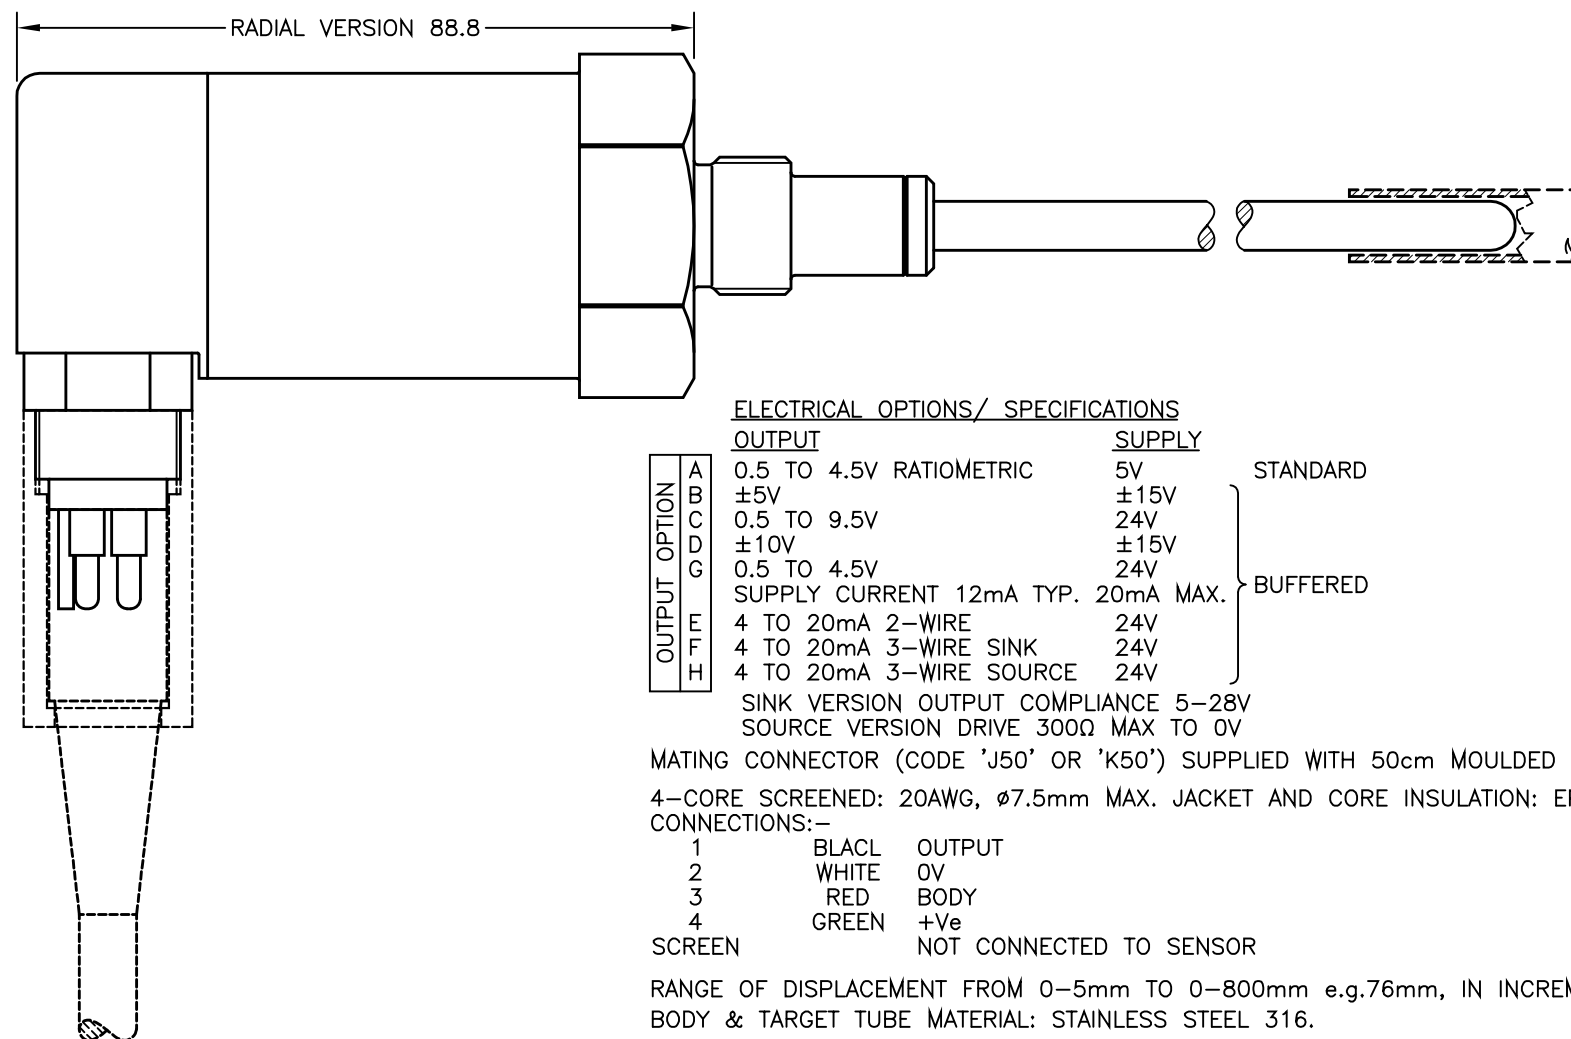 RADIAL VERSION 88.8
ELECTRICAL OPTIONS/ SPECIFICATIONS
OUTPUT SUPPLY
OUTPUT OPTION
A 0.5 TO 4.5V RATIOMETRIC 5V STANDARD
B ±5V ±15V
C 0.5 TO 9.5V 24V
D ±10V ±15V
G 0.5 TO 4.5V 24V
SUPPLY CURRENT 12mA TYP. 20mA MAX.
BUFFERED
E 4 TO 20mA 2-WIRE 24V
F 4 TO 20mA 3-WIRE SINK 24V
H 4 TO 20mA 3-WIRE SOURCE 24V
SINK VERSION OUTPUT COMPLIANCE 5-28V
SOURCE VERSION DRIVE 300Ω MAX TO 0V
MATING CONNECTOR (CODE 'J50' OR 'K50') SUPPLIED WITH 50cm MOULDED
4-CORE SCREENED: 20AWG, ø7.5mm MAX. JACKET AND CORE INSULATION:
CONNECTIONS:-
1 BLACL OUTPUT
2 WHITE 0V
3 RED BODY
4 GREEN +Ve
SCREEN NOT CONNECTED TO SENSOR
RANGE OF DISPLACEMENT FROM 0-5mm TO 0-800mm e.g.76mm, IN
BODY & TARGET TUBE MATERIAL: STAINLESS STEEL 316.